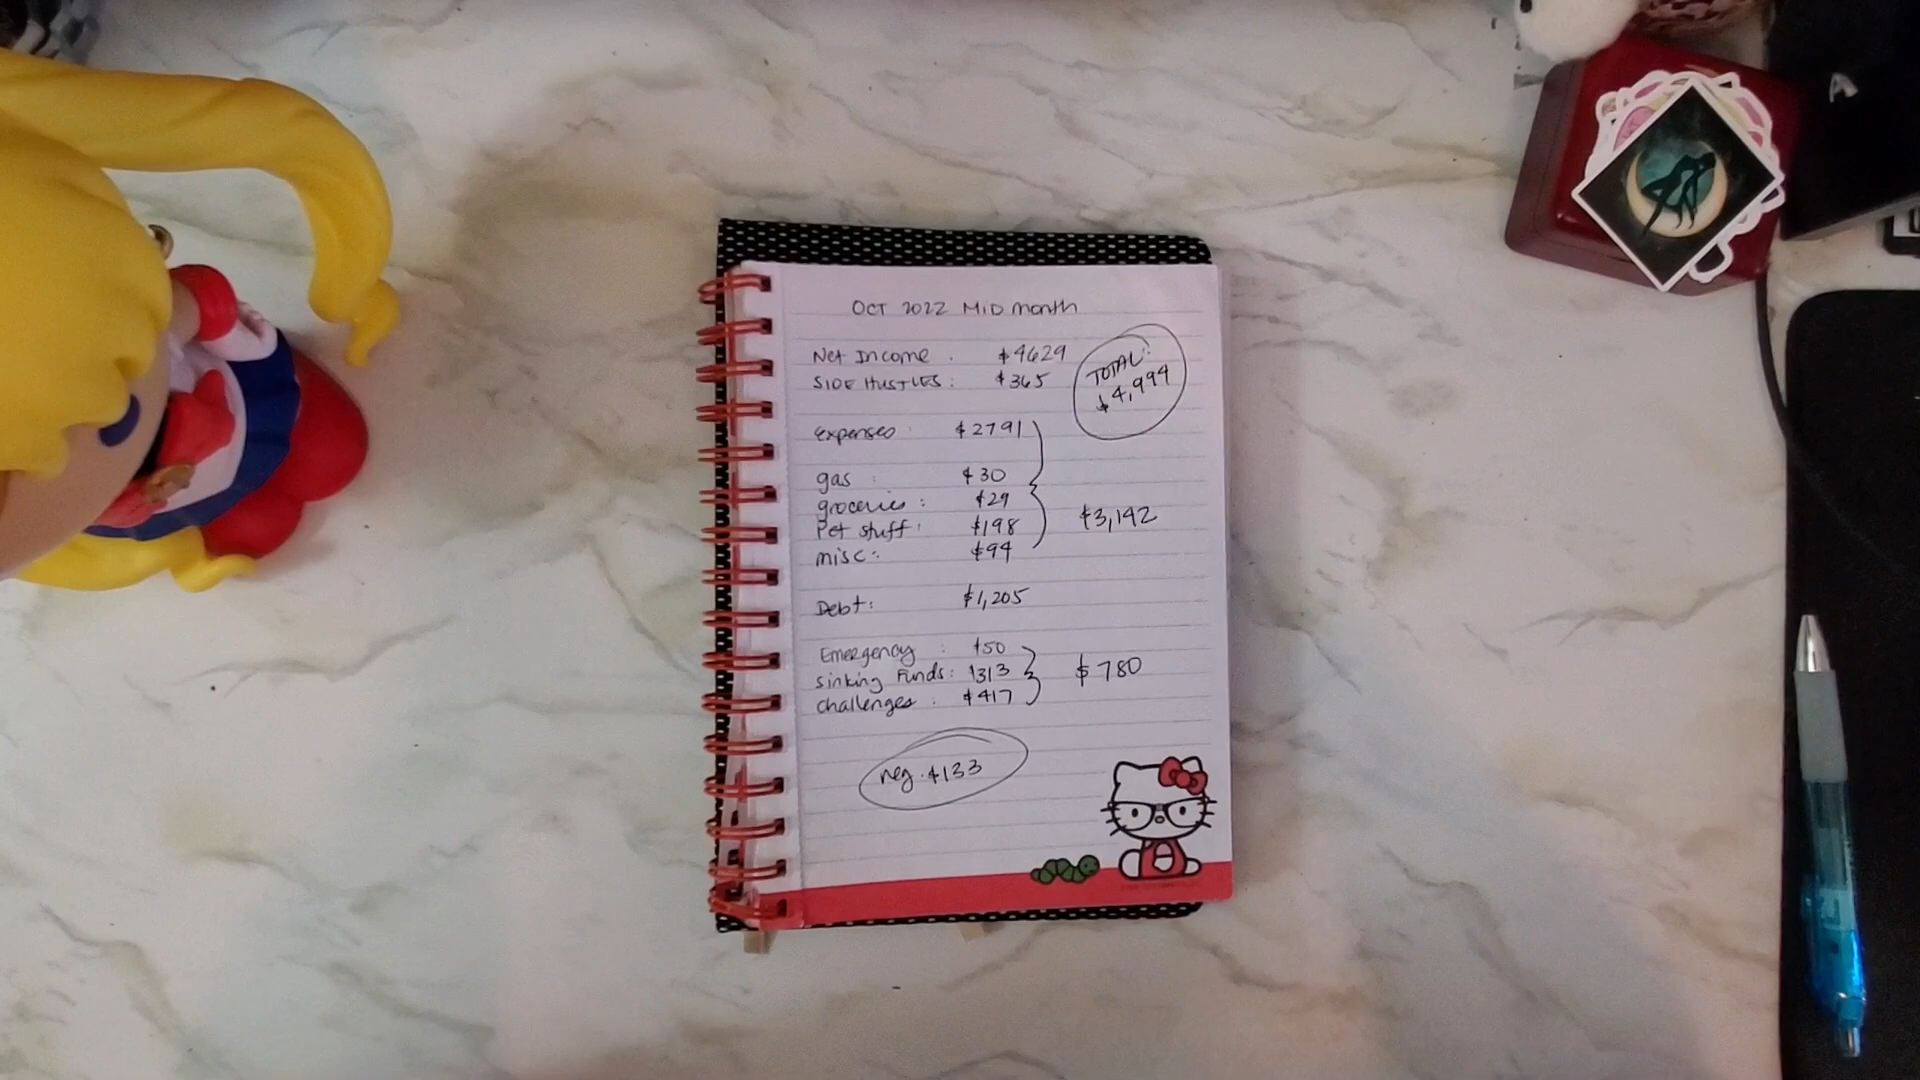 OCT 2022 MID month
Net Income : $4629
SIDE HUSTLES: $365
TOTAL:
$4,994
expenses: $2791
gas : $30
groceries : $29
Pet stuff: $198
misc: $94
$3,142
Debt: $1,205
Emergency : $50
Sinking Funds: $313
challenges : $417
$780
neg. $133
A